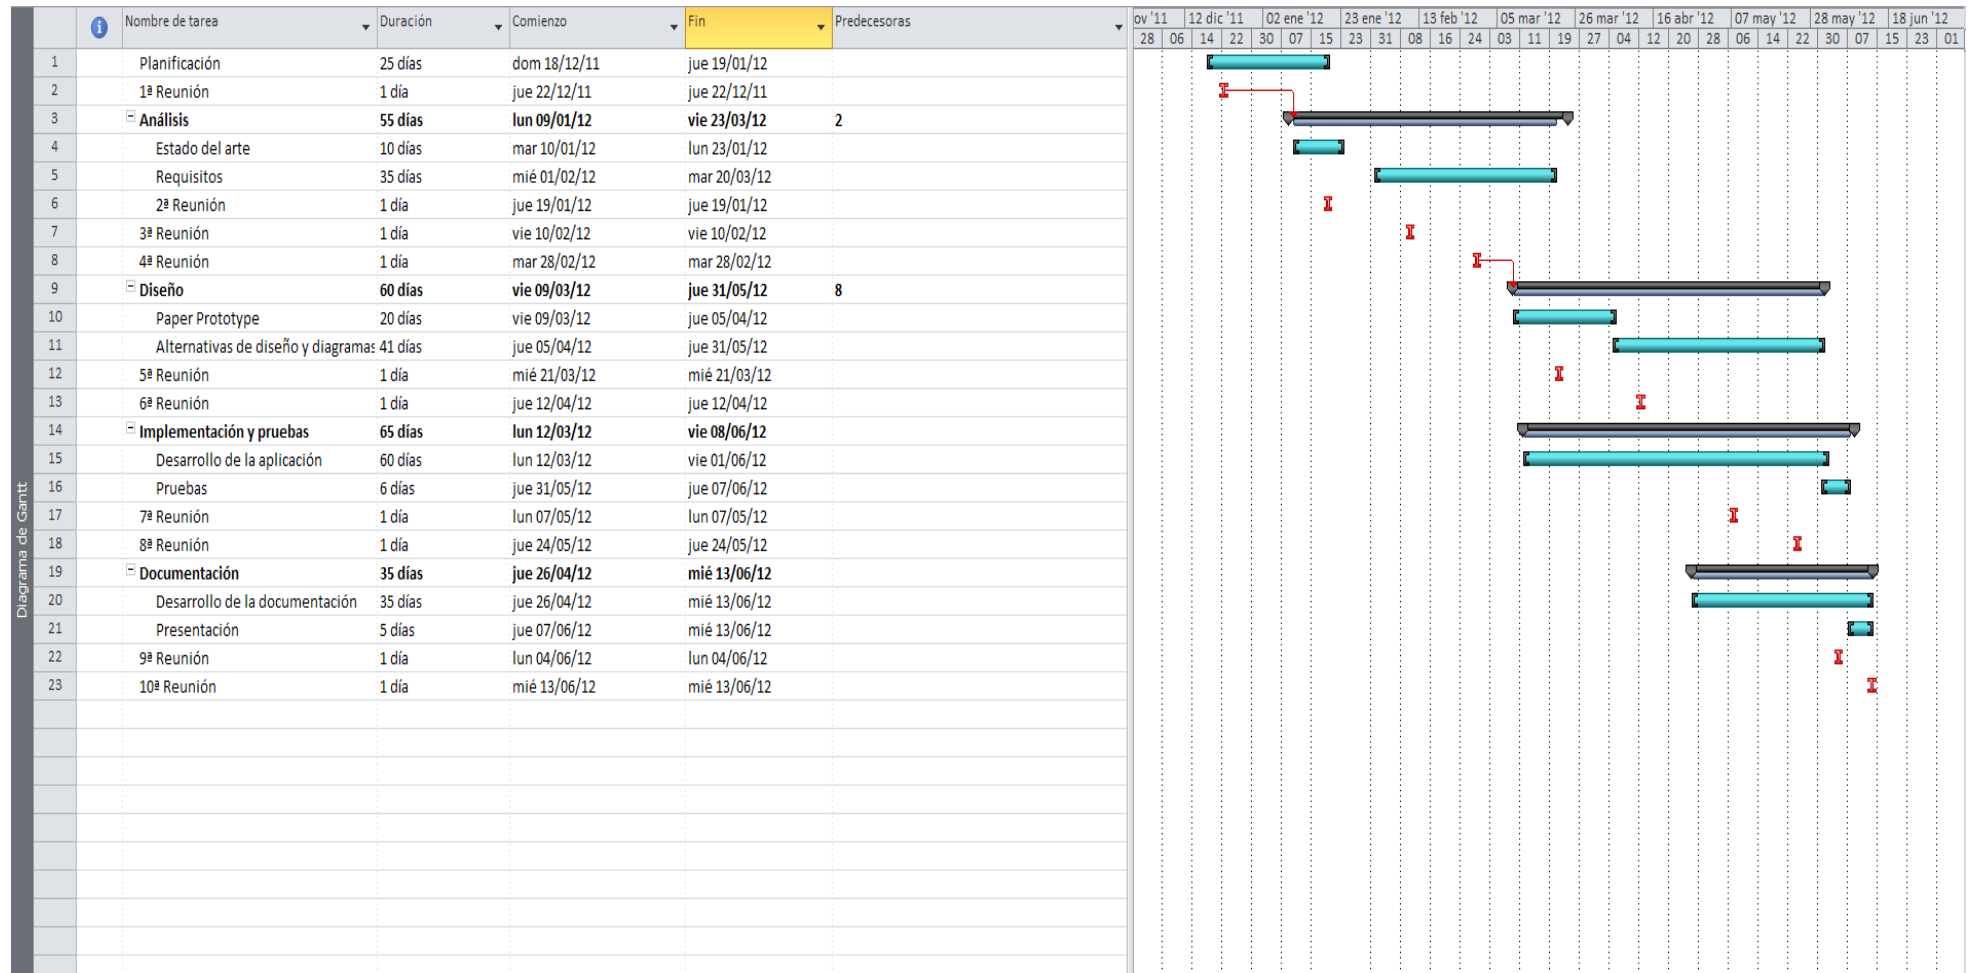 Nombre de tarea Duración Comienzo Fin Predecesoras
ov '11 12 dic '11 02 ene '12 23 ene '12 13 feb '12 05 mar '12 26 mar '12 16 abr '12 07 may '12 28 may '12 18 jun '12
28 06 14 22 30 07 15 23 31 08 16 24 03 11 19 27 04 12 20 28 06 14 22 30 07 15 23 01
1 Planificación 25 días dom 18/12/11 jue 19/01/12
2 1ª Reunión 1 día jue 22/12/11 jue 22/12/11
3 Análisis 55 días lun 09/01/12 vie 23/03/12 2
4 Estado del arte 10 días mar 10/01/12 lun 23/01/12
5 Requisitos 35 días mié 01/02/12 mar 20/03/12
6 2ª Reunión 1 día jue 19/01/12 jue 19/01/12
7 3ª Reunión 1 día vie 10/02/12 vie 10/02/12
8 4ª Reunión 1 día mar 28/02/12 mar 28/02/12
9 Diseño 60 días vie 09/03/12 jue 31/05/12 8
10 Paper Prototype 20 días vie 09/03/12 jue 05/04/12
11 Alternativas de diseño y diagramas 41 días jue 05/04/12 jue 31/05/12
12 5ª Reunión 1 día mié 21/03/12 mié 21/03/12
13 6ª Reunión 1 día jue 12/04/12 jue 12/04/12
14 Implementación y pruebas 65 días lun 12/03/12 vie 08/06/12
15 Desarrollo de la aplicación 60 días lun 12/03/12 vie 01/06/12
16 Pruebas 6 días jue 31/05/12 jue 07/06/12
17 7ª Reunión 1 día lun 07/05/12 lun 07/05/12
18 8ª Reunión 1 día jue 24/05/12 jue 24/05/12
19 Documentación 35 días jue 26/04/12 mié 13/06/12
20 Desarrollo de la documentación 35 días jue 26/04/12 mié 13/06/12
21 Presentación 5 días jue 07/06/12 mié 13/06/12
22 9ª Reunión 1 día lun 04/06/12 lun 04/06/12
23 10ª Reunión 1 día mié 13/06/12 mié 13/06/12
Diagrama de Gantt